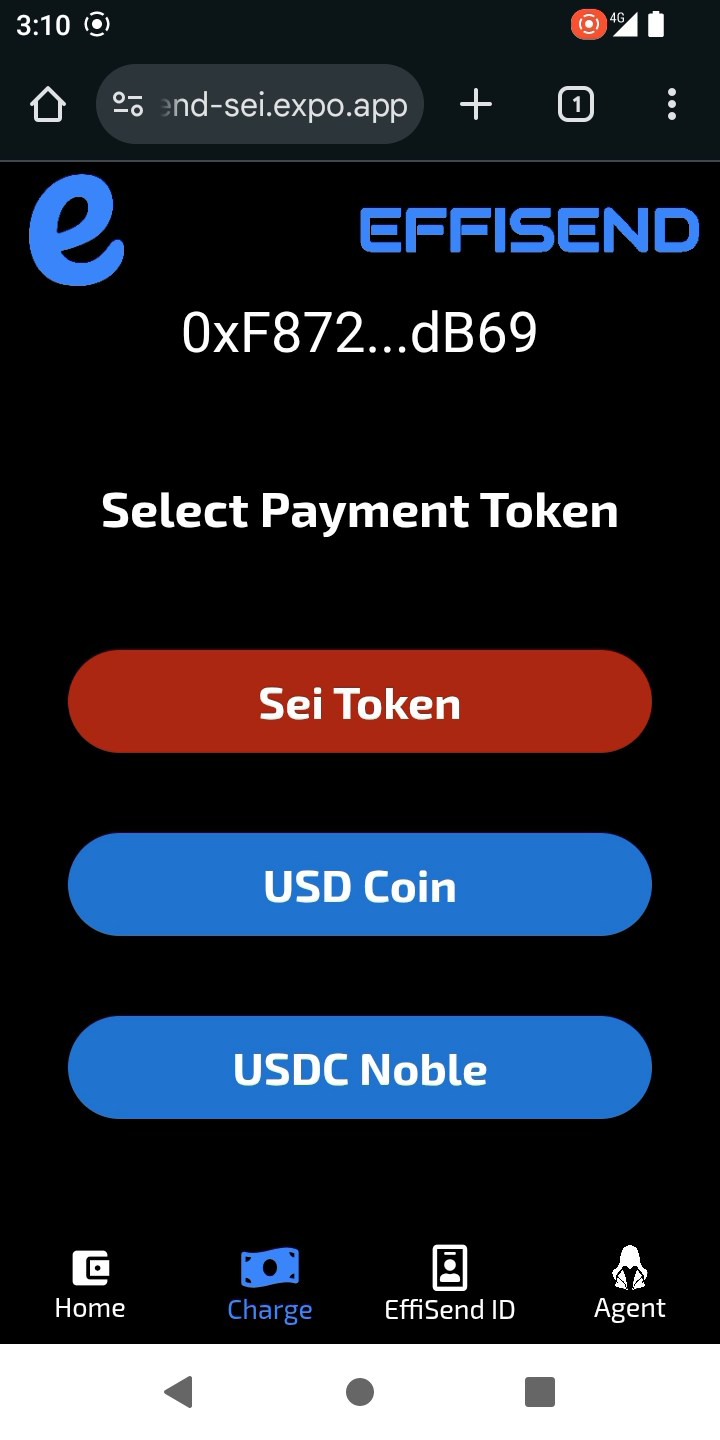 3:10
4G
nd-sei.expo.app
1
e
EFFISEND
0xF872...dB69
Select Payment Token
Sei Token
USD Coin
USDC Noble
Home
Charge
EffiSend ID
Agent